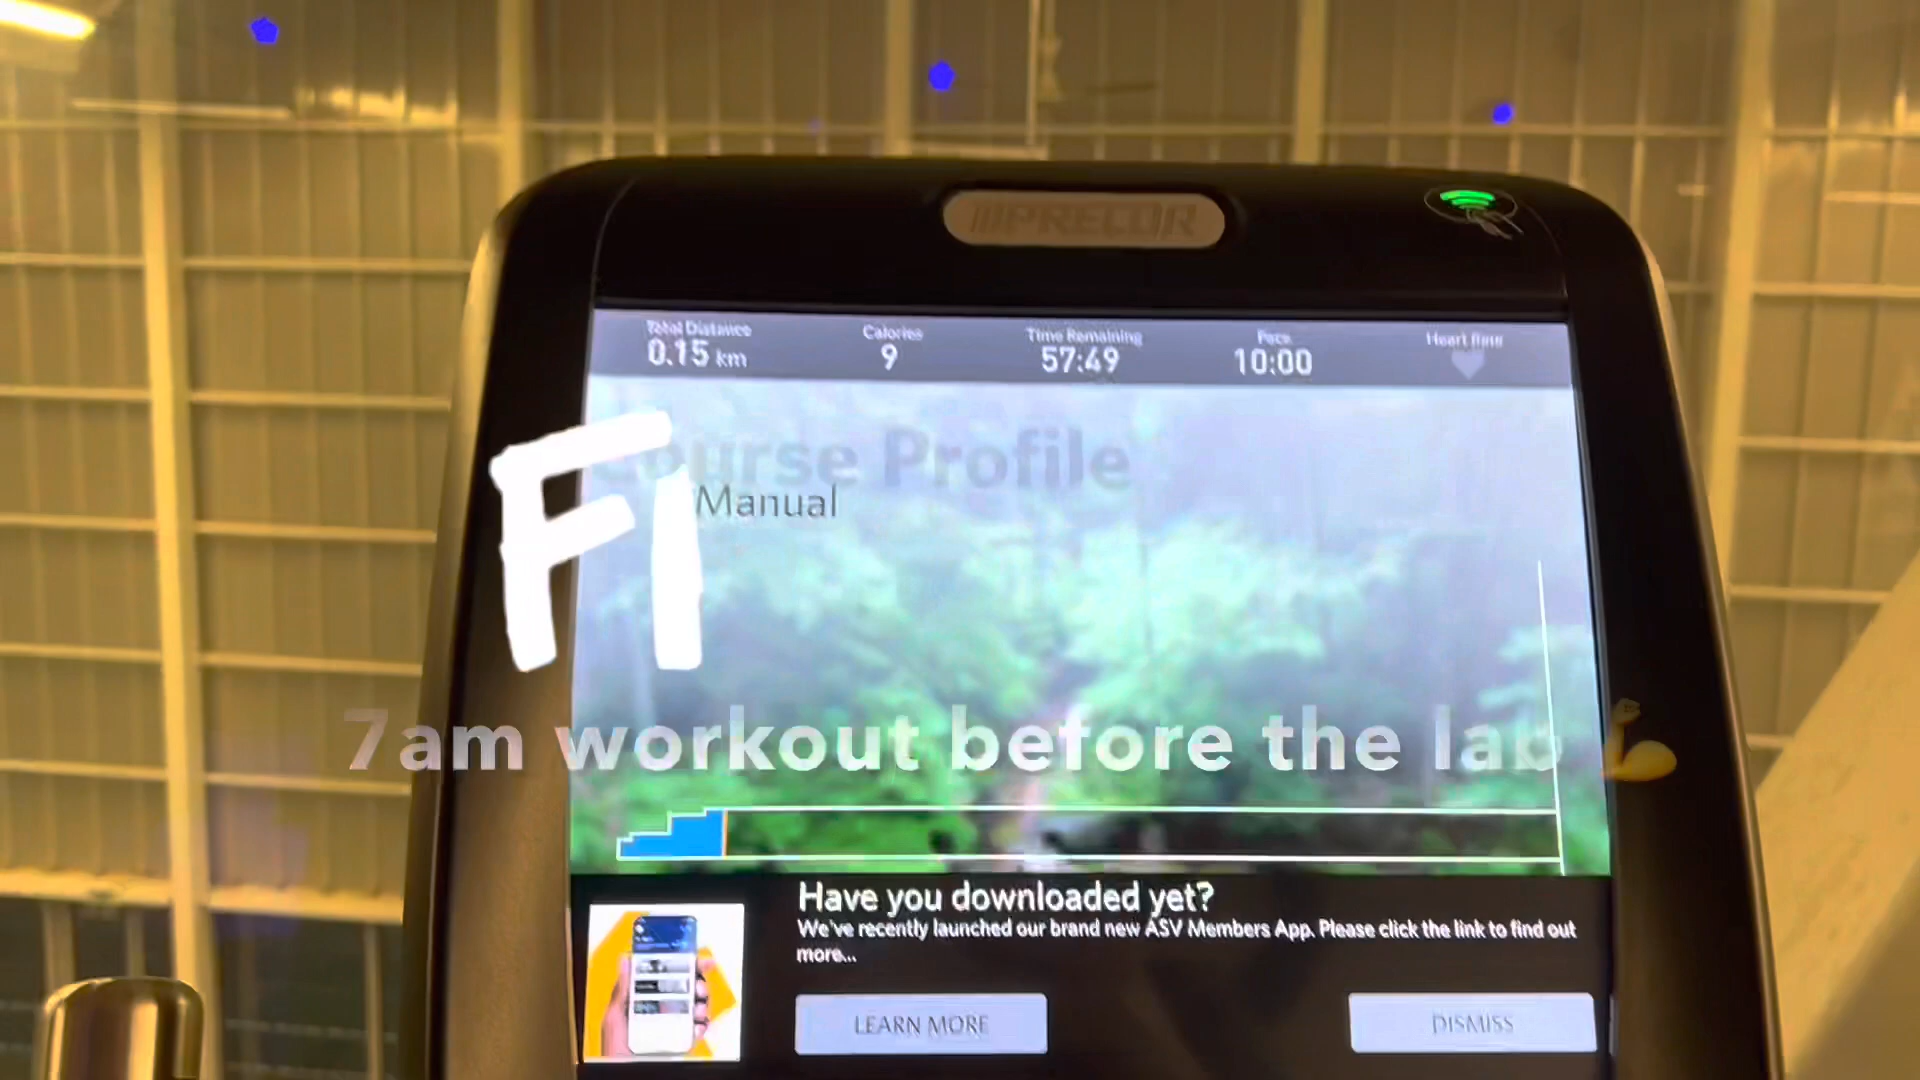 PRECOR
Total Distance
0.15 km
Calories
9
Time Remaining
57:49
Pace
10:00
Heart Rate
Course Profile
Manual
FI
7am workout before the lab
Have you downloaded yet?
We've recently launched our brand new ASV Members App. Please click the link to find out
more...
LEARN MORE
DISMISS